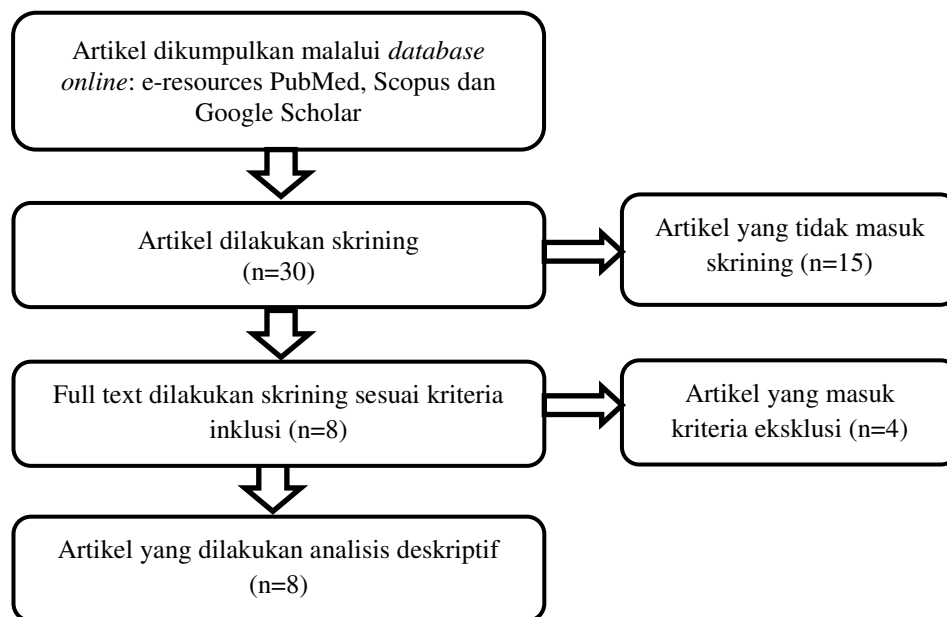 Artikel dikumpulkan malalui database
online: e-resources PubMed, Scopus dan
Google Scholar
Artikel dilakukan skrining
(n=30)
Artikel yang tidak masuk
skrining (n=15)
Full text dilakukan skrining sesuai kriteria
inklusi (n=8)
Artikel yang masuk
kriteria eksklusi (n=4)
Artikel yang dilakukan analisis deskriptif
(n=8)